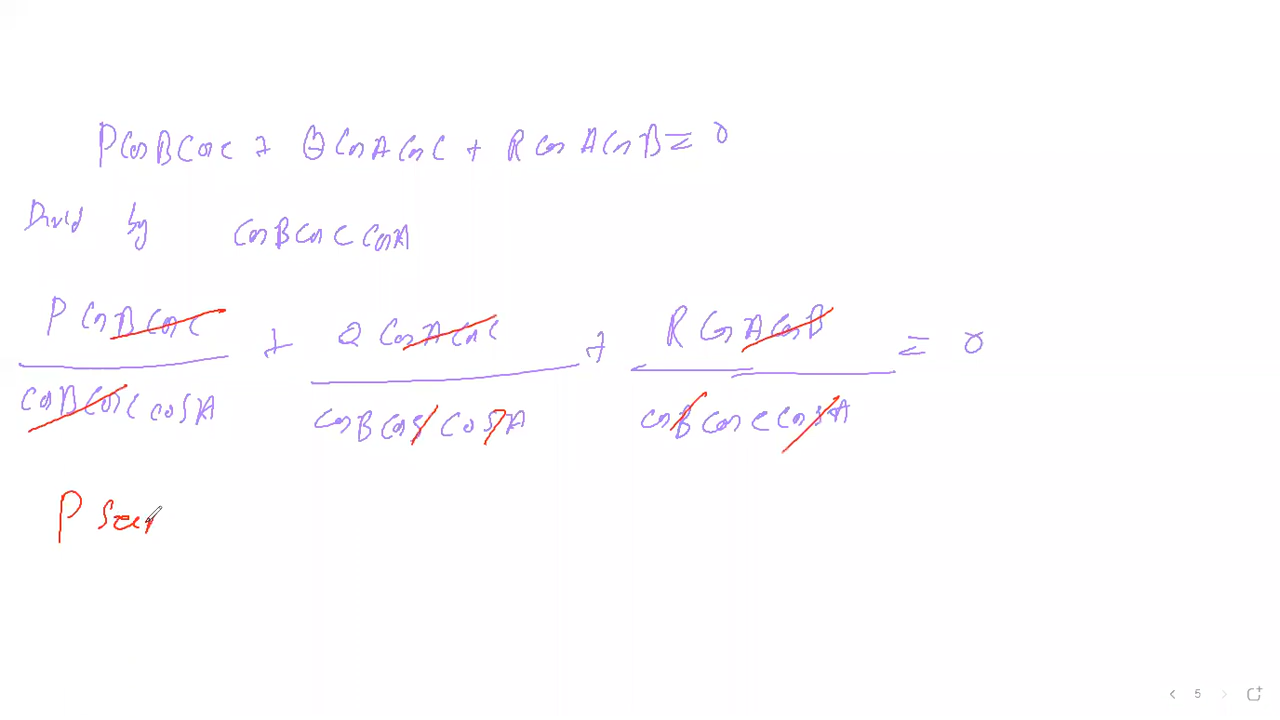 P Cos B Cos C + Q Cos A Cos C + R Cos A Cos B = 0
Divid by Cos B Cos C Cos A
P Cos B Cos C + Q Cos A Cos C + R Cos A Cos B = 0
Cos B Cos C Cos A Cos B Cos C Cos A Cos B Cos C Cos A
P Sec
5